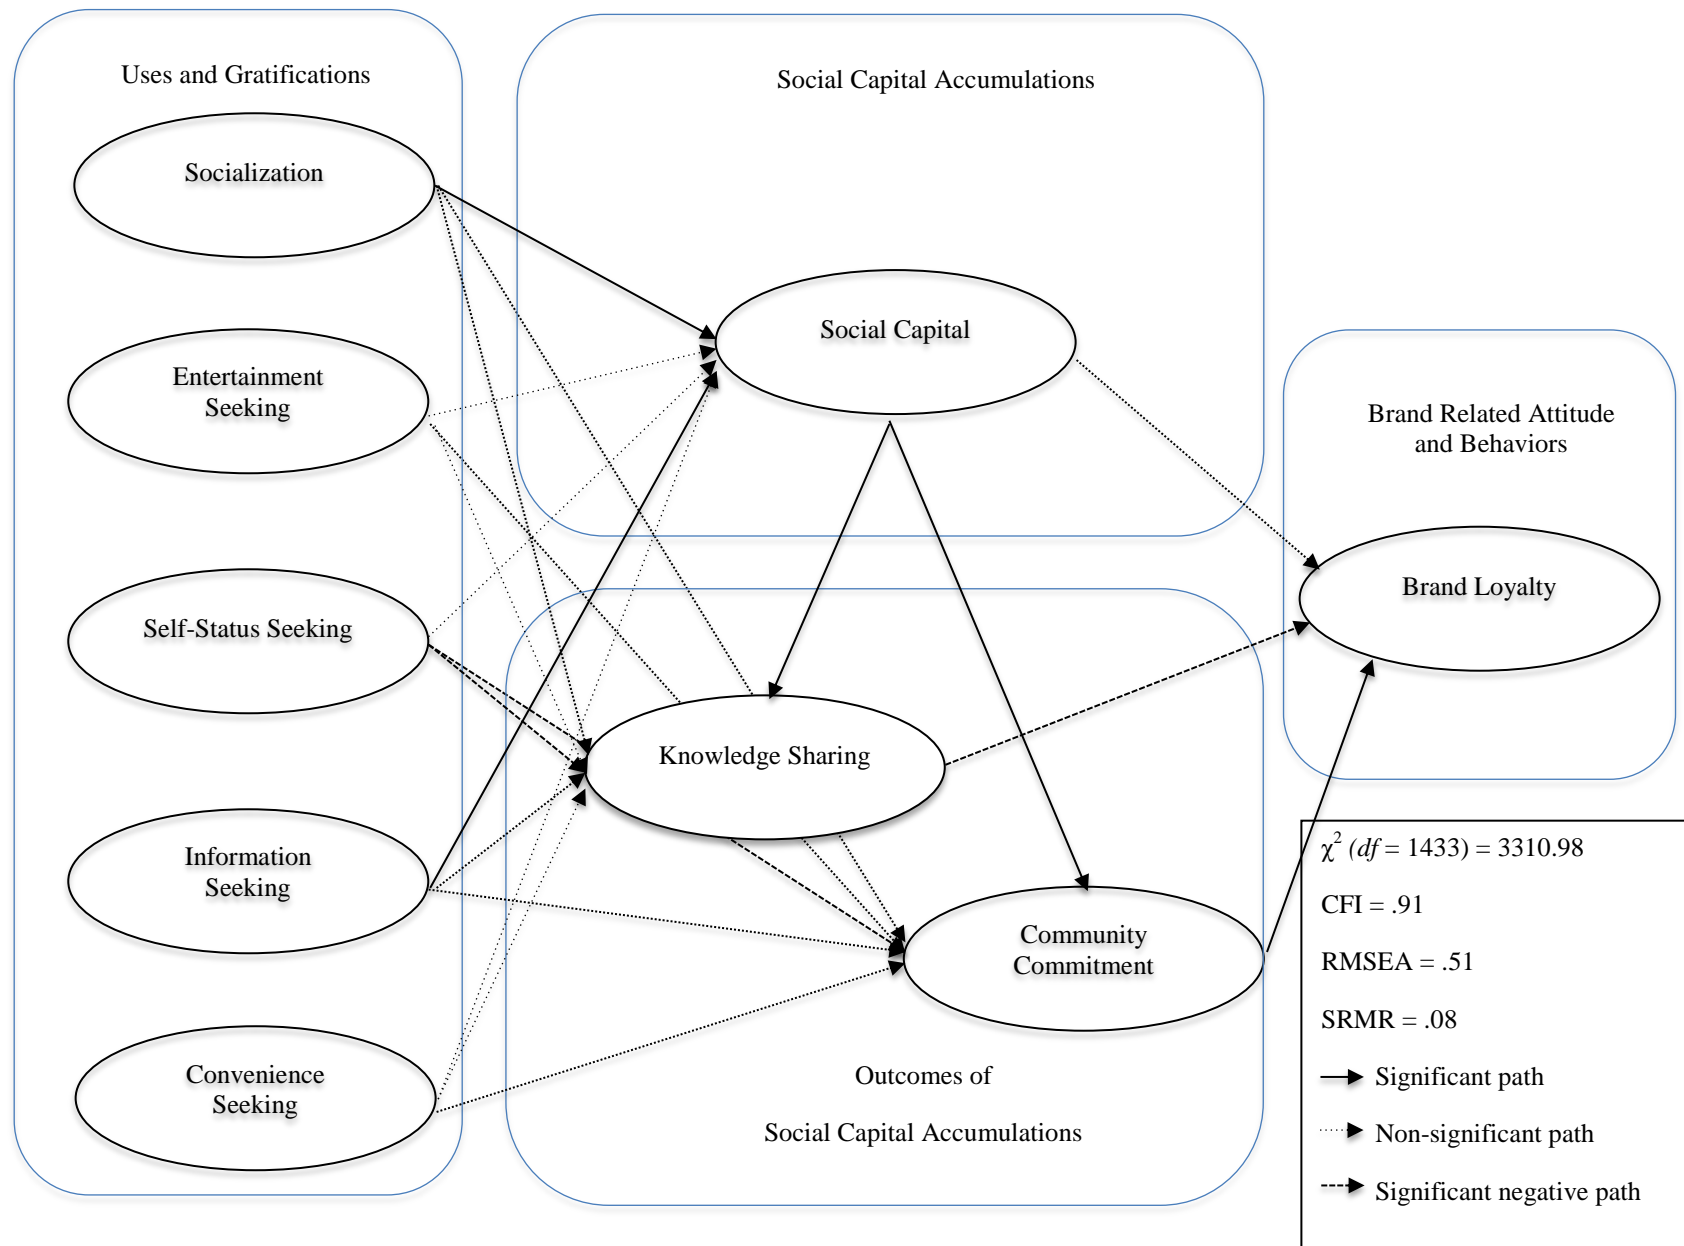 Uses and Gratifications
Socialization
Entertainment
Seeking
Self-Status Seeking
Information
Seeking
Convenience
Seeking
Social Capital Accumulations
Social Capital
Knowledge Sharing
Community
Commitment
Outcomes of
Social Capital Accumulations
Brand Related Attitude
and Behaviors
Brand Loyalty
χ² (df = 1433) = 3310.98
CFI = .91
RMSEA = .51
SRMR = .08
Significant path
Non-significant path
Significant negative path